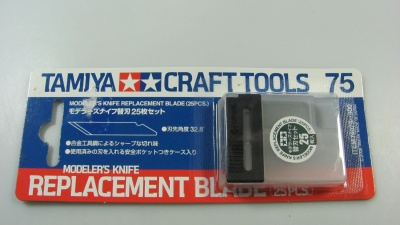 TAMIYA CRAFT TOOLS 75
MODELER'S KNIFE REPLACEMENT BLADE (25PCS.)
モデラーズナイフ替刃 25枚セット
●刃先角度 32.8°
●合金工具鋼によるシャープな切れ味
●使用済みの刃を入れる安全ポケットつきケース入り
MODELER'S KNIFE
REPLACEMENT BLADE (25PCS.)
25